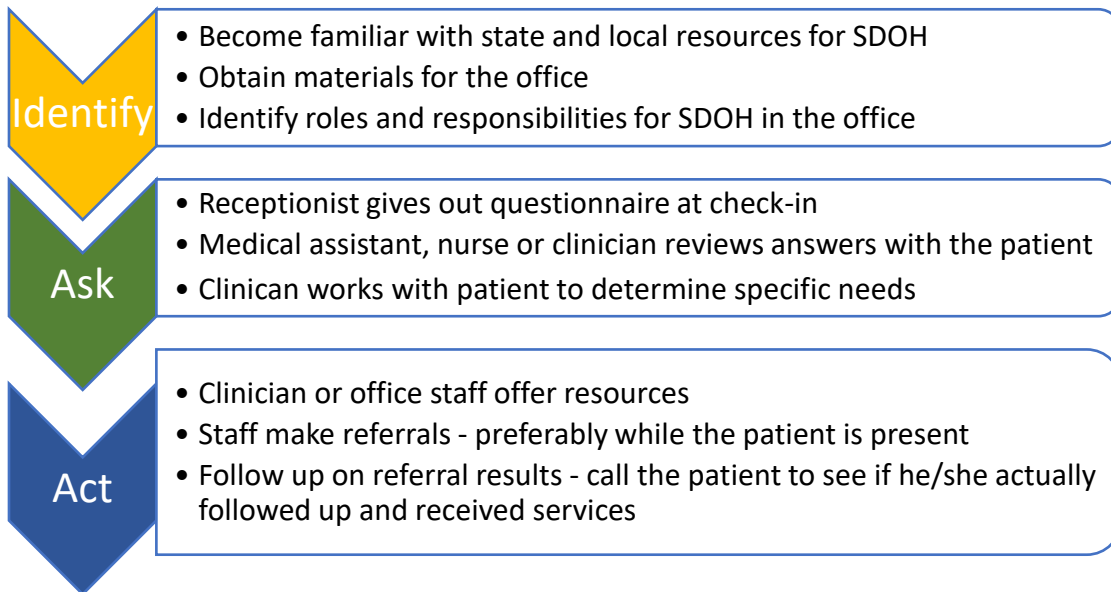 Identify
• Become familiar with state and local resources for SDOH
• Obtain materials for the office
• Identify roles and responsibilities for SDOH in the office
Ask
• Receptionist gives out questionnaire at check-in
• Medical assistant, nurse or clinician reviews answers with the patient
• Clinican works with patient to determine specific needs
Act
• Clinician or office staff offer resources
• Staff make referrals - preferably while the patient is present
• Follow up on referral results - call the patient to see if he/she actually
followed up and received services